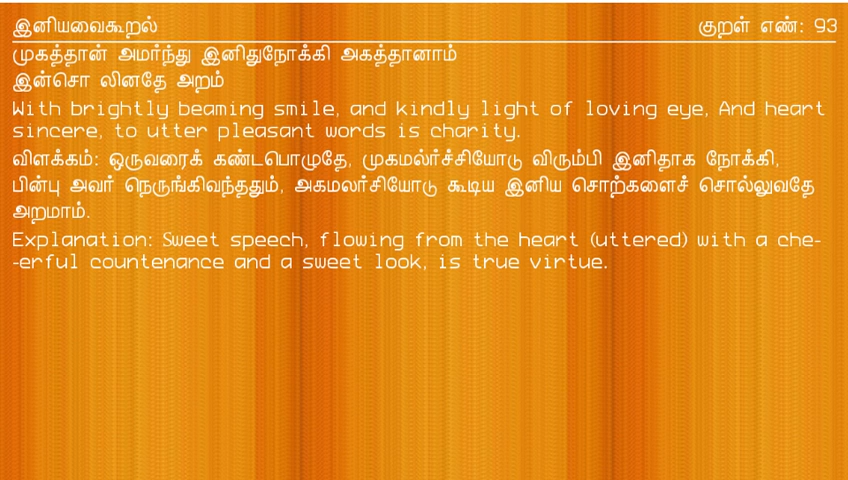 இனியவைகூறல் குறள் எண்: 93
முகத்தான் அமர்ந்து இனிதுநோக்கி அகத்தானாம்
இன்சொ லினதே அறம்
With brightly beaming smile, and kindly light of loving eye, And heart
sincere, to utter pleasant words is charity.
விளக்கம்: ஒருவரைக் கண்டபொழுதே, முகமல்ர்ச்சியோடு விரும்பி இனிதாக நோக்கி,
பின்பு அவர் நெருங்கிவந்ததும், அகமலர்சியோடு கூடிய இனிய சொற்களைச் சொல்லுவதே
அறமாம்.
Explanation: Sweet speech, flowing from the heart (uttered) with a che-
-erful countenance and a sweet look, is true virtue.